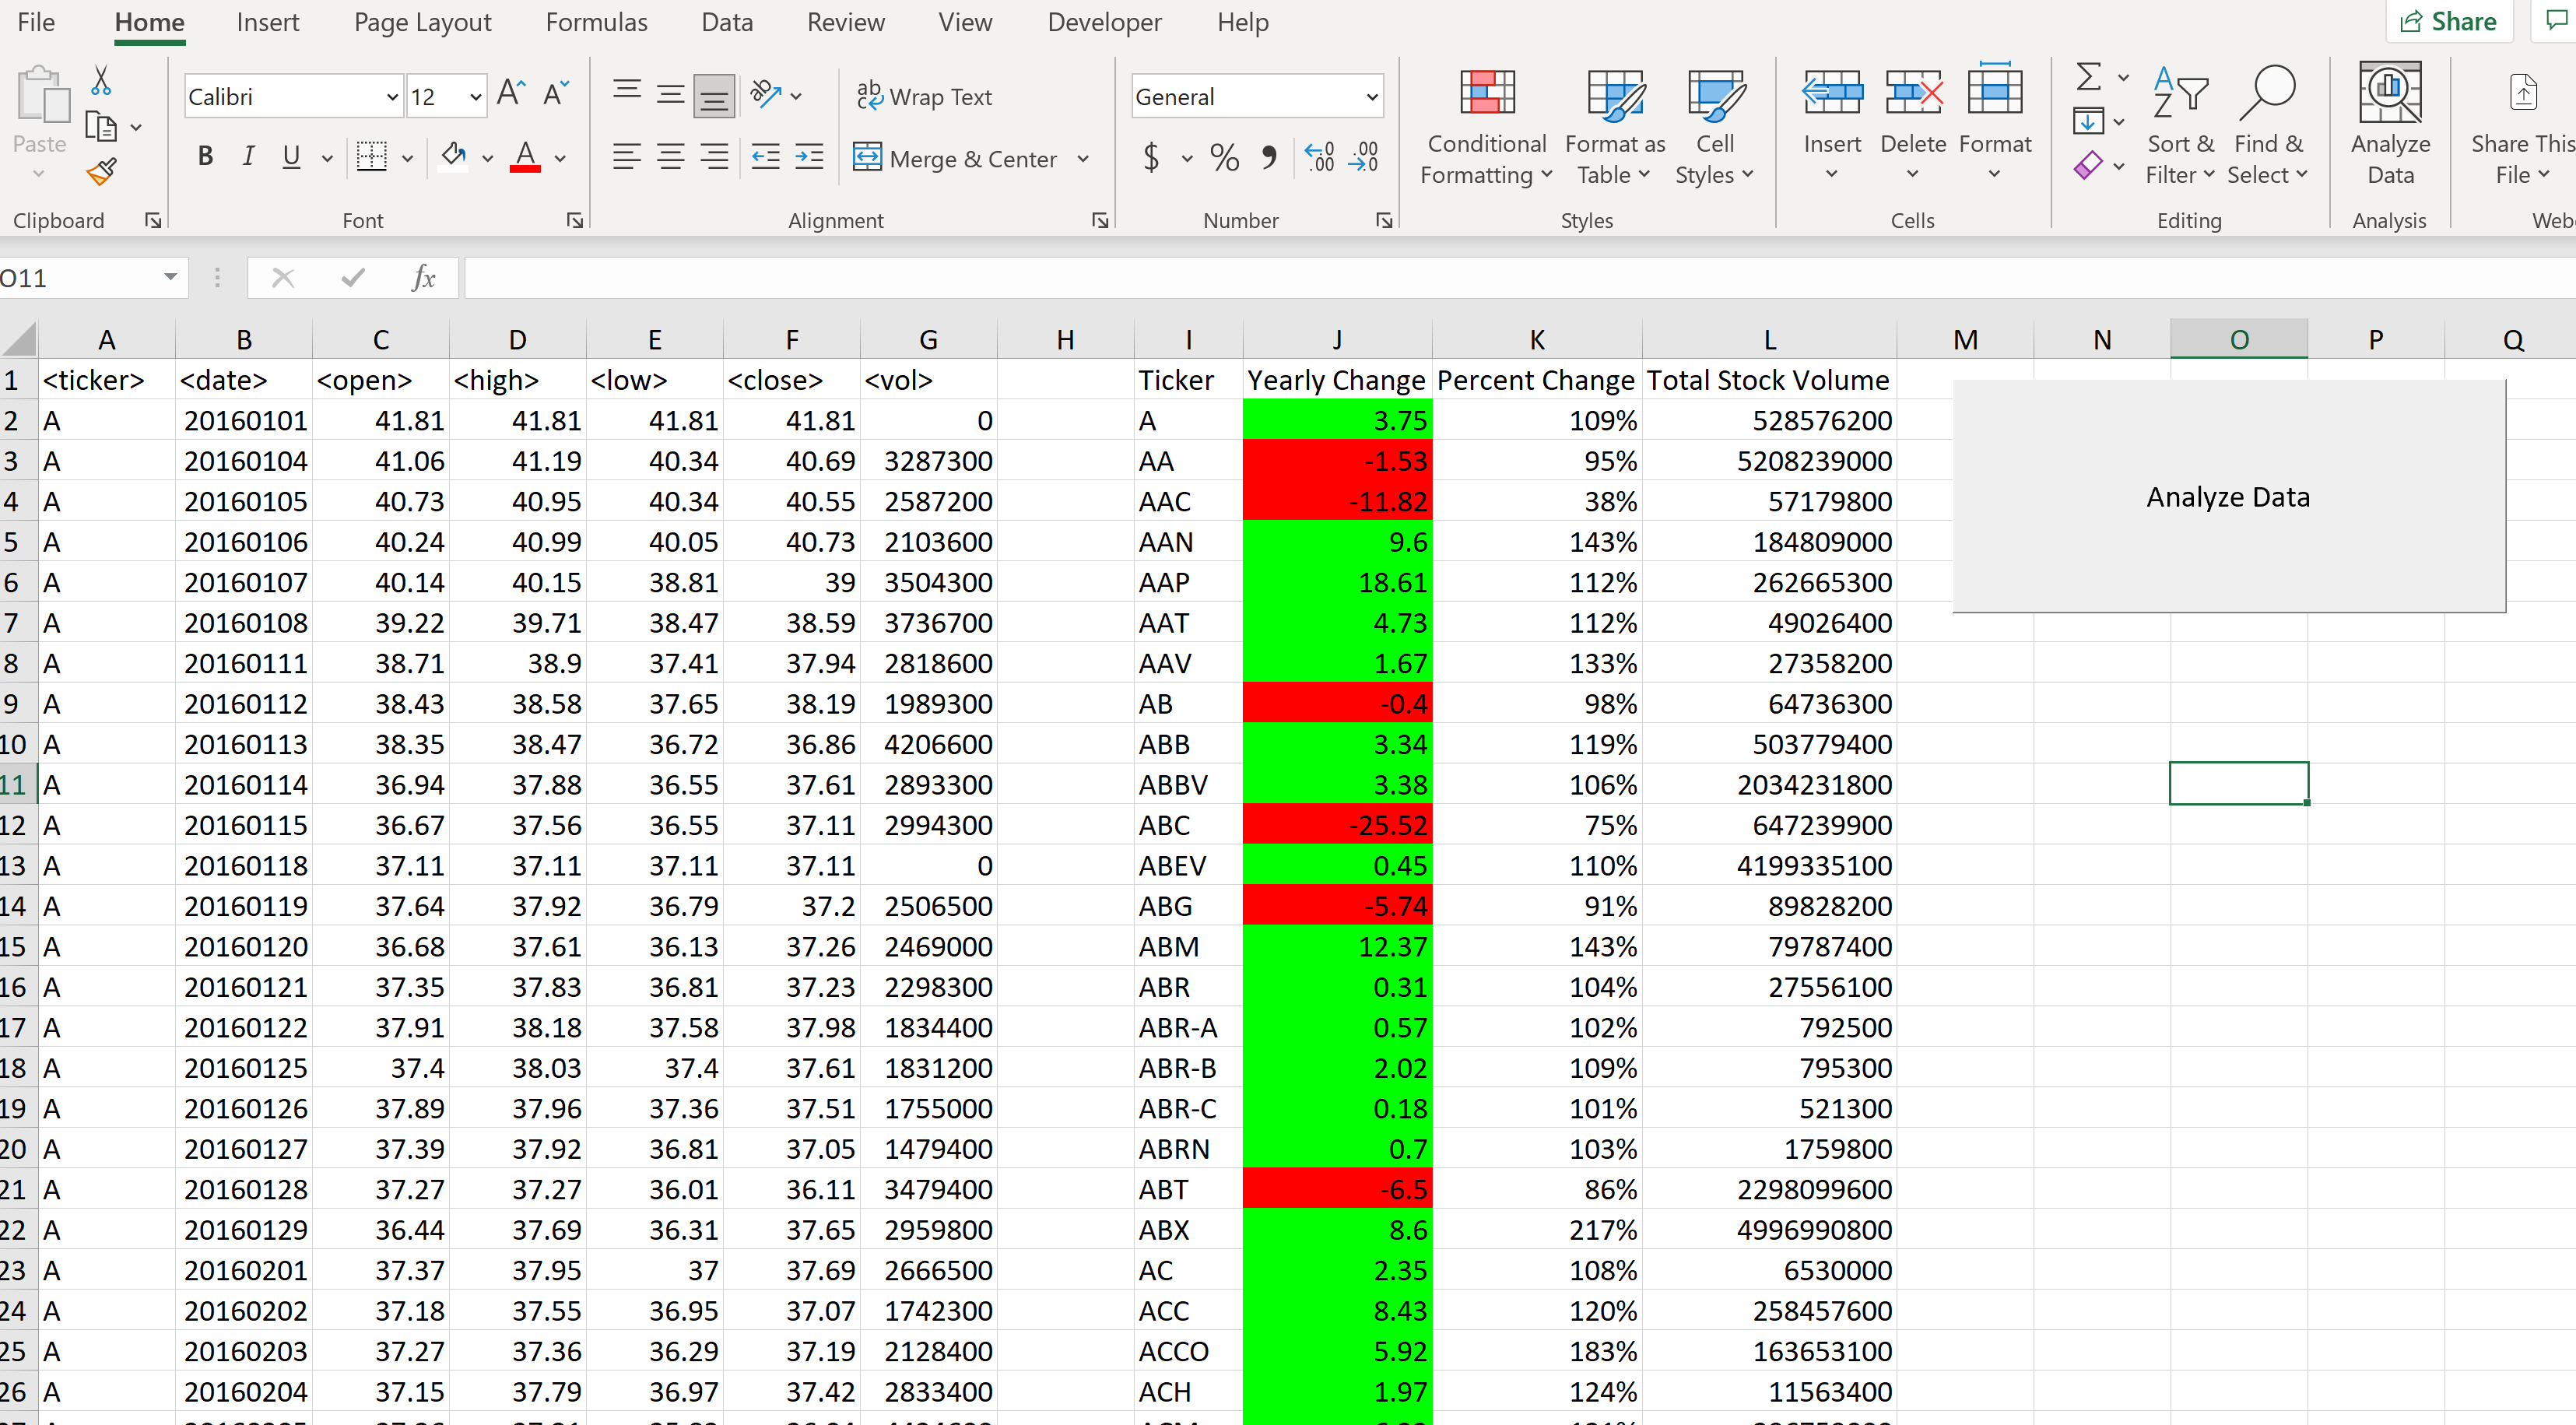 File Home Insert Page Layout Formulas Data Review View Developer Help Share
Calibri 12 Wrap Text General
Paste B I U Merge & Center $ % Conditional Formatting Format as Table Cell Styles Insert Delete Format Sort & Filter Find & Select Analyze Data Share This File
Clipboard Font Alignment Number Styles Cells Editing Analysis
O11 fx
A B C D E F G H I J K L M N O P Q
1 <ticker> <date> <open> <high> <low> <close> <vol> Ticker Yearly Change Percent Change Total Stock Volume
2 A 20160101 41.81 41.81 41.81 41.81 0 A 3.75 109% 528576200
3 A 20160104 41.06 41.19 40.34 40.69 3287300 AA -1.53 95% 5208239000
4 A 20160105 40.73 40.95 40.34 40.55 2587200 AAC -11.82 38% 57179800 Analyze Data
5 A 20160106 40.24 40.99 40.05 40.73 2103600 AAN 9.6 143% 184809000
6 A 20160107 40.14 40.15 38.81 39 3504300 AAP 18.61 112% 262665300
7 A 20160108 39.22 39.71 38.47 38.59 3736700 AAT 4.73 112% 49026400
8 A 20160111 38.71 38.9 37.41 37.94 2818600 AAV 1.67 133% 27358200
9 A 20160112 38.43 38.58 37.65 38.19 1989300 AB -0.4 98% 64736300
10 A 20160113 38.35 38.47 36.72 36.86 4206600 ABB 3.34 119% 503779400
11 A 20160114 36.94 37.88 36.55 37.61 2893300 ABBV 3.38 106% 2034231800
12 A 20160115 36.67 37.56 36.55 37.11 2994300 ABC -25.52 75% 647239900
13 A 20160118 37.11 37.11 37.11 37.11 0 ABEV 0.45 110% 4199335100
14 A 20160119 37.64 37.92 36.79 37.2 2506500 ABG -5.74 91% 89828200
15 A 20160120 36.68 37.61 36.13 37.26 2469000 ABM 12.37 143% 79787400
16 A 20160121 37.35 37.83 36.81 37.23 2298300 ABR 0.31 104% 27556100
17 A 20160122 37.91 38.18 37.58 37.98 1834400 ABR-A 0.57 102% 792500
18 A 20160125 37.4 38.03 37.4 37.61 1831200 ABR-B 2.02 109% 795300
19 A 20160126 37.89 37.96 37.36 37.51 1755000 ABR-C 0.18 101% 521300
20 A 20160127 37.39 37.92 36.81 37.05 1479400 ABRN 0.7 103% 1759800
21 A 20160128 37.27 37.27 36.01 36.11 3479400 ABT -6.5 86% 2298099600
22 A 20160129 36.44 37.69 36.31 37.65 2959800 ABX 8.6 217% 4996990800
23 A 20160201 37.37 37.95 37 37.69 2666500 AC 2.35 108% 6530000
24 A 20160202 37.18 37.55 36.95 37.07 1742300 ACC 8.43 120% 258457600
25 A 20160203 37.27 37.36 36.29 37.19 2128400 ACCO 5.92 183% 163653100
26 A 20160204 37.15 37.79 36.97 37.42 2833400 ACH 1.97 124% 11563400